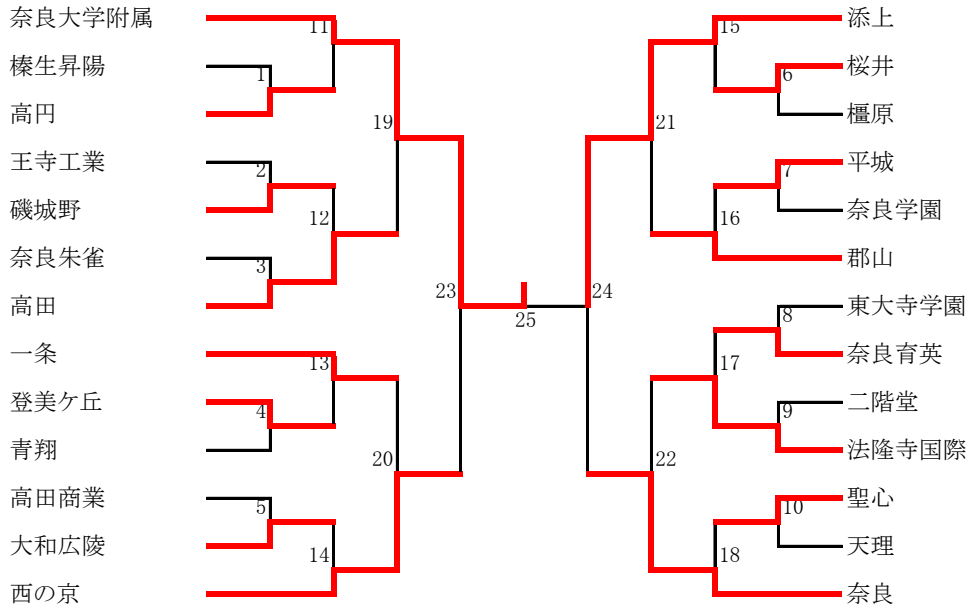 奈良大学附属
榛生昇陽
高円
王寺工業
磯城野
奈良朱雀
高田
一条
登美ケ丘
青翔
高田商業
大和広陵
西の京
11
1
19
2
12
3
23
13
4
20
5
14
25
15
6
21
7
16
24
8
17
9
22
10
18
添上
桜井
橿原
平城
奈良学園
郡山
東大寺学園
奈良育英
二階堂
法隆寺国際
聖心
天理
奈良